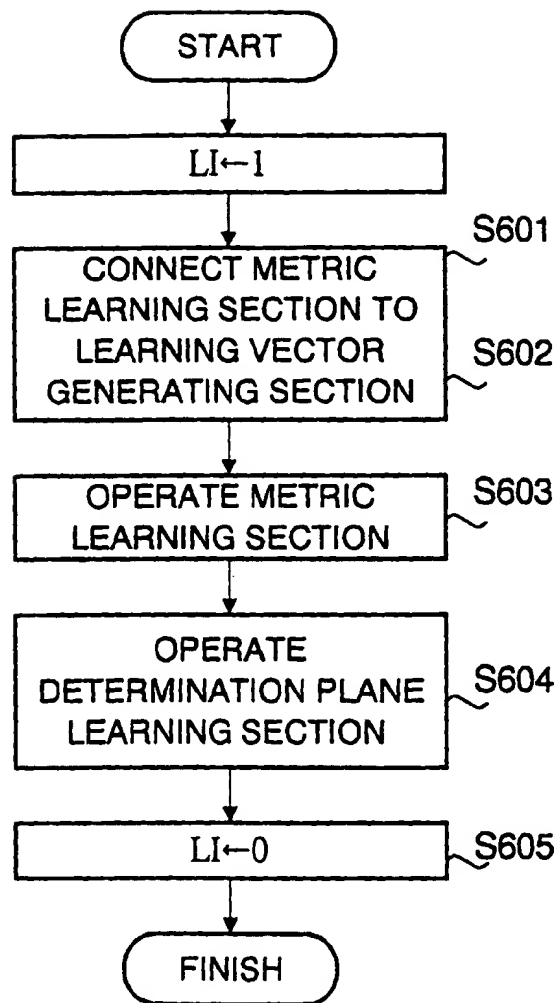 START
LI←1
S601
CONNECT METRIC
LEARNING SECTION TO
LEARNING VECTOR
GENERATING SECTION
S602
OPERATE METRIC
LEARNING SECTION
S603
OPERATE
DETERMINATION PLANE
LEARNING SECTION
S604
LI←0
S605
FINISH